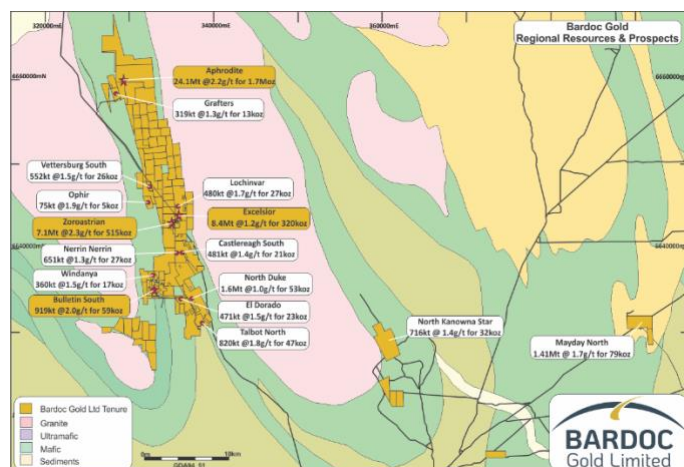 320000mE
340000mE
360000mE
Bardoc Gold
Regional Resources & Prospects
6660000mN
6660000mN
Aphrodite
24.1Mt @2.2g/t for 1.7Moz
Grafters
319kt @1.3g/t for 13koz
Vettersburg South
552kt @1.5g/t for 26koz
Lochinvar
480kt @1.7g/t for 27koz
Ophir
75kt @1.9g/t for 5koz
Excelsior
8.4Mt @1.2g/t for 320koz
Zoroastrian
7.1Mt @2.3g/t for 515koz
6640000mN
6640000mN
Nerrin Nerrin
651kt @1.3g/t for 27koz
Castlereagh South
481kt @1.4g/t for 21koz
Windanya
360kt @1.5g/t for 17koz
North Duke
1.6Mt @1.0g/t for 53koz
Bulletin South
919kt @2.0g/t for 59koz
El Dorado
471kt @1.5g/t for 23koz
Talbot North
820kt @1.8g/t for 47koz
North Kanowna Star
716kt @ 1.4g/t for 32koz
Mayday North
1.41Mt @ 1.7g/t for 79koz
Bardoc Gold Ltd Tenure
Granite
Ultramafic
Mafic
Sediments
0m
10km
BARDOC
Gold Limited